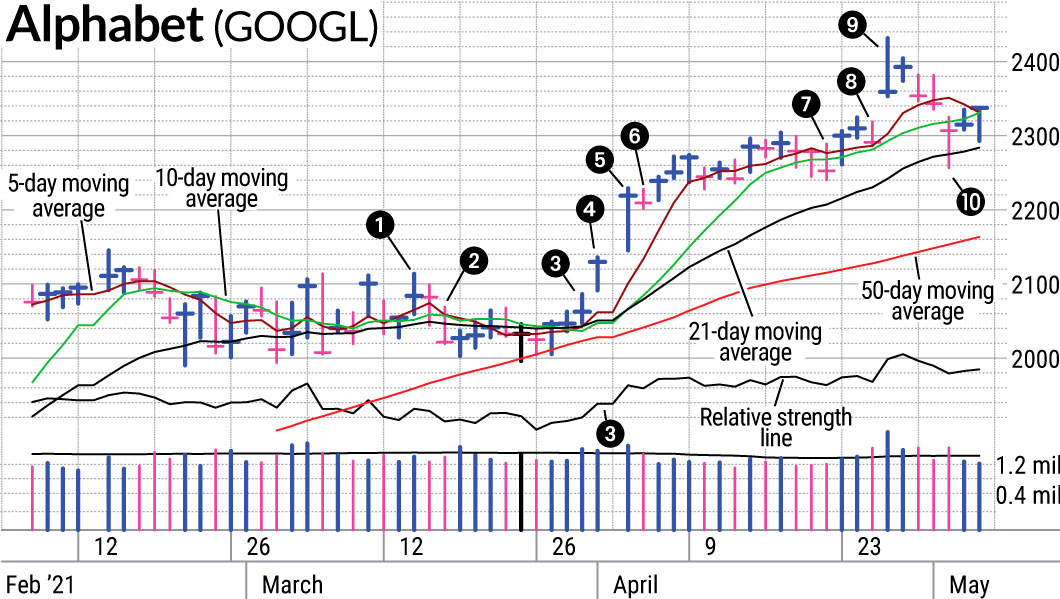 Alphabet (GOOGL)
9
2400
8
7
2300
6
5
5-day moving
average
10-day moving
average
10
4
2200
1
2
3
2100
50-day moving
average
21-day moving
average
2000
Relative strength
line
3
1.2 mil
0.4 mil
12
26
12
26
9
23
Feb ’21
March
April
May